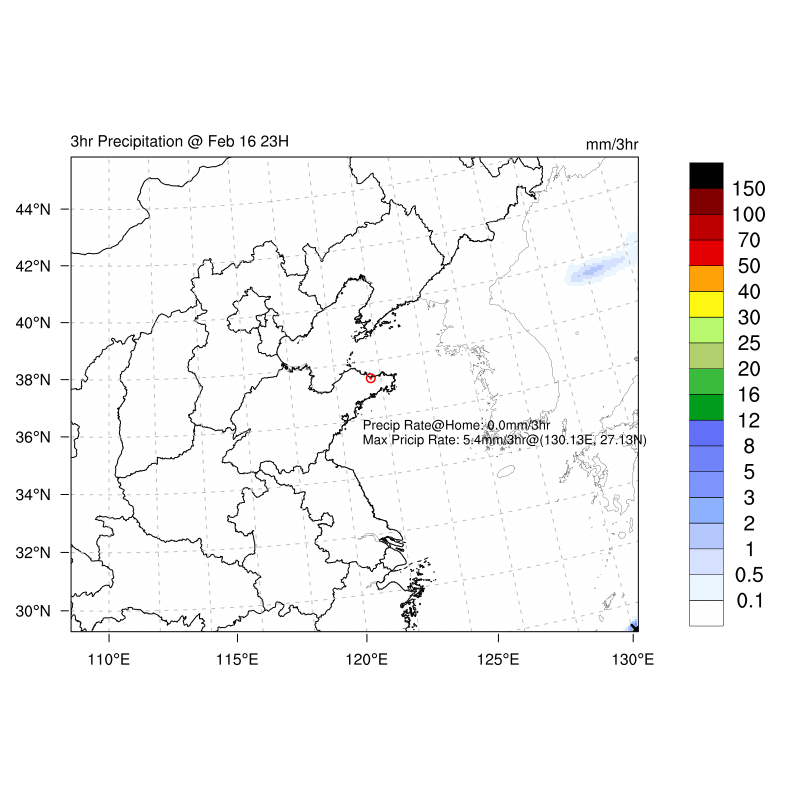 3hr Precipitation @ Feb 16 23H
mm/3hr
44°N
42°N
40°N
38°N
36°N
34°N
32°N
30°N
Precip Rate@Home: 0.0mm/3hr
Max Pricip Rate: 5.4mm/3hr@(130.13E, 27.13N)
110°E
115°E
120°E
125°E
130°E
150
100
70
50
40
30
25
20
16
12
8
5
3
2
1
0.5
0.1